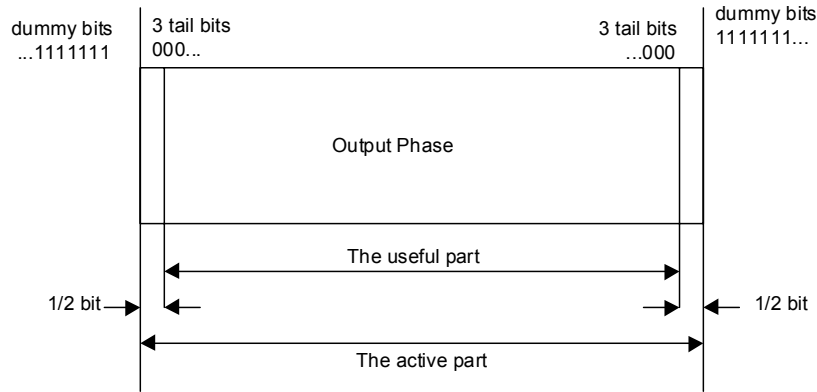 dummy bits
...1111111
3 tail bits
000...
3 tail bits
...000
dummy bits
1111111...
Output Phase
The useful part
1/2 bit
1/2 bit
The active part